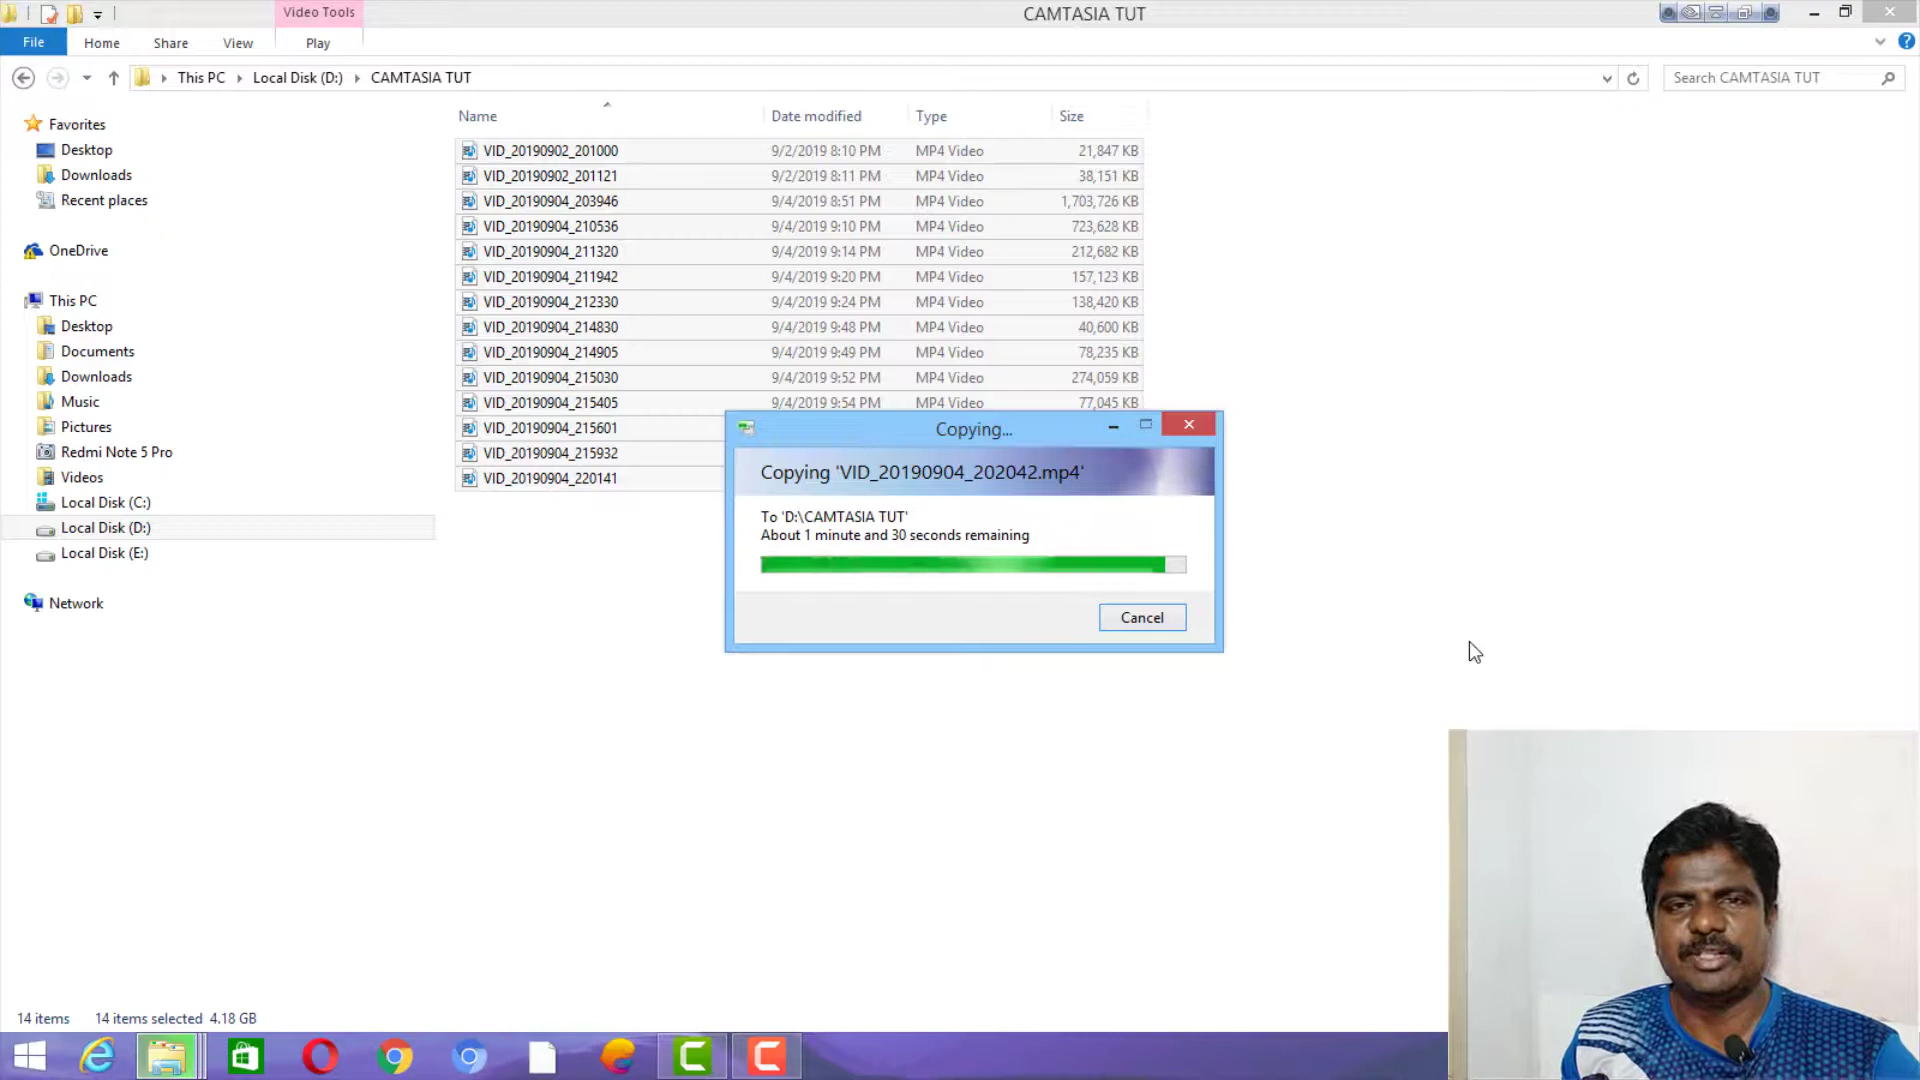 Video Tools
CAMTASIA TUT
File Home Share View Play
This PC Local Disk (D:) CAMTASIA TUT
Search CAMTASIA TUT
Favorites
Desktop
Downloads
Recent places
OneDrive
This PC
Desktop
Documents
Downloads
Music
Pictures
Redmi Note 5 Pro
Videos
Local Disk (C:)
Local Disk (D:)
Local Disk (E:)
Network
Name Date modified Type Size
VID_20190902_201000 9/2/2019 8:10 PM MP4 Video 21,847 KB
VID_20190902_201121 9/2/2019 8:11 PM MP4 Video 38,151 KB
VID_20190904_203946 9/4/2019 8:51 PM MP4 Video 1,703,726 KB
VID_20190904_210536 9/4/2019 9:10 PM MP4 Video 723,628 KB
VID_20190904_211320 9/4/2019 9:14 PM MP4 Video 212,682 KB
VID_20190904_211942 9/4/2019 9:20 PM MP4 Video 157,123 KB
VID_20190904_212330 9/4/2019 9:24 PM MP4 Video 138,420 KB
VID_20190904_214830 9/4/2019 9:48 PM MP4 Video 40,600 KB
VID_20190904_214905 9/4/2019 9:49 PM MP4 Video 78,235 KB
VID_20190904_215030 9/4/2019 9:52 PM MP4 Video 274,059 KB
VID_20190904_215405 9/4/2019 9:54 PM MP4 Video 77,045 KB
VID_20190904_215601
VID_20190904_215932
VID_20190904_220141
Copying...
Copying 'VID_20190904_202042.mp4'
To 'D:\CAMTASIA TUT'
About 1 minute and 30 seconds remaining
Cancel
14 items 14 items selected 4.18 GB